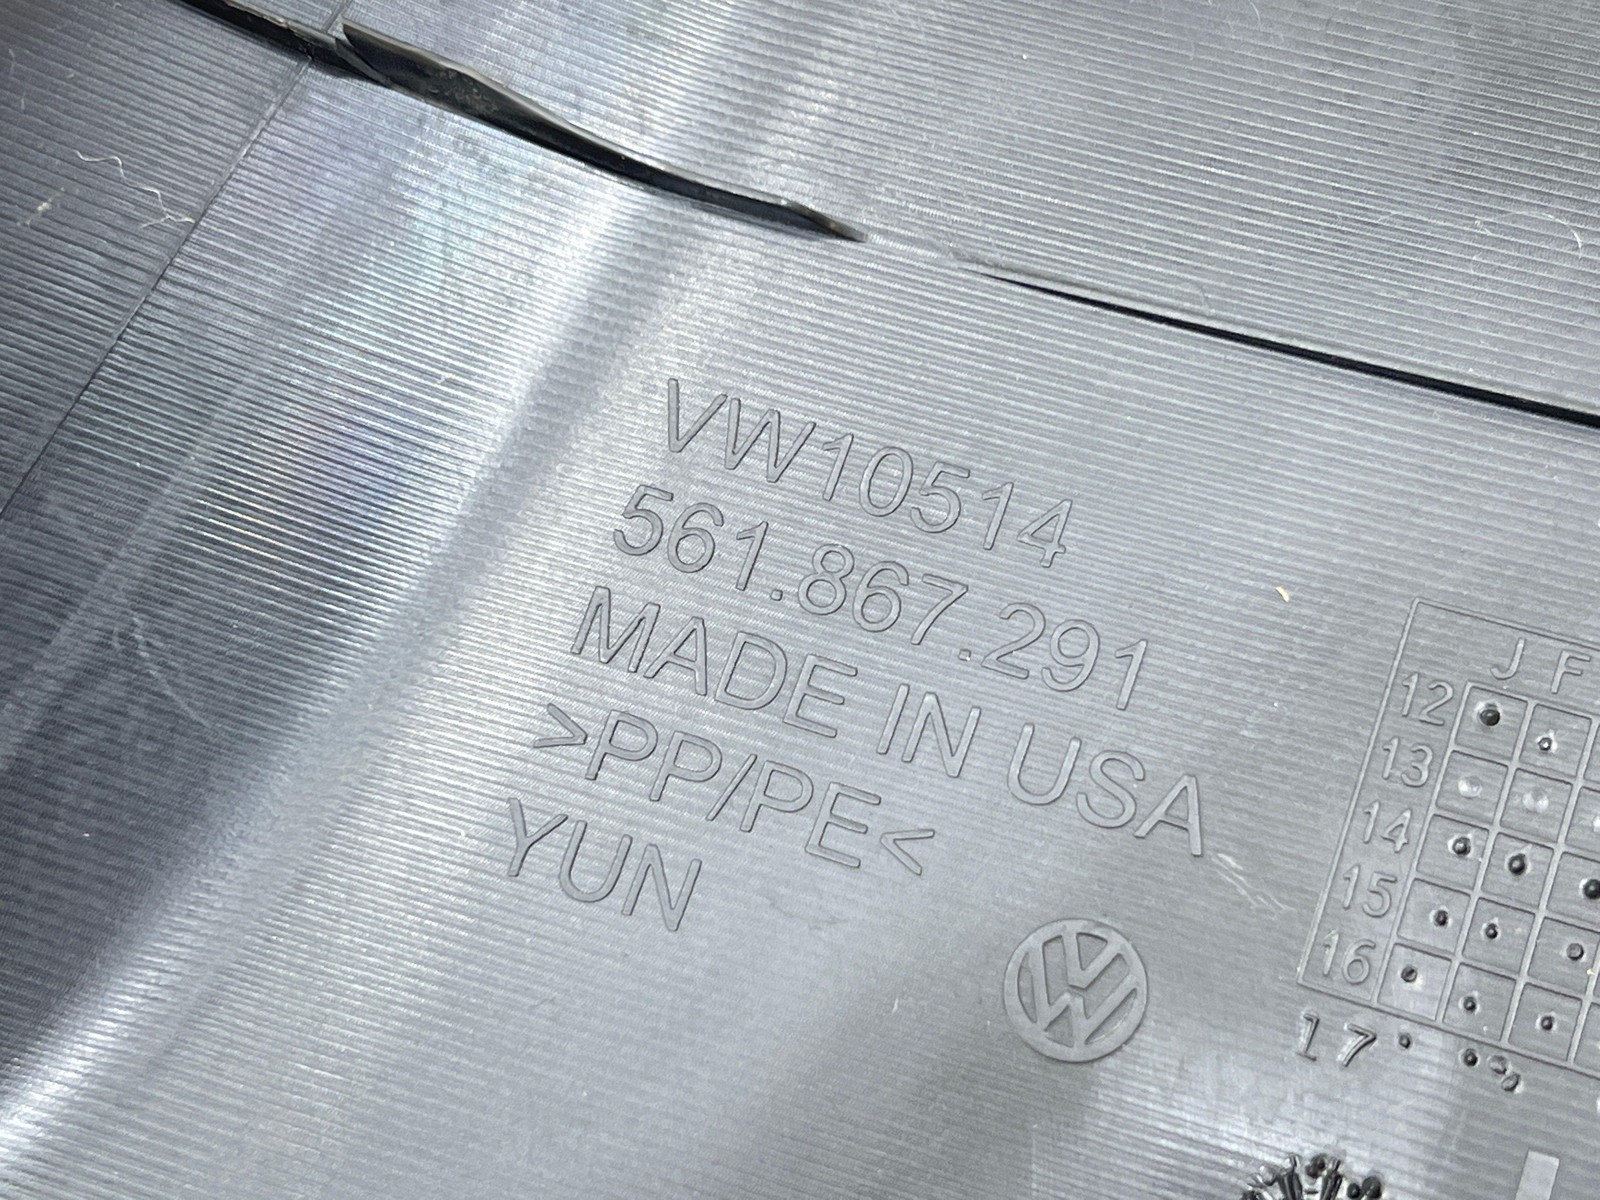 VW10514
561.867.291
MADE IN USA
>PP/PE<
YUN
J F
12
13
14
15
16
17